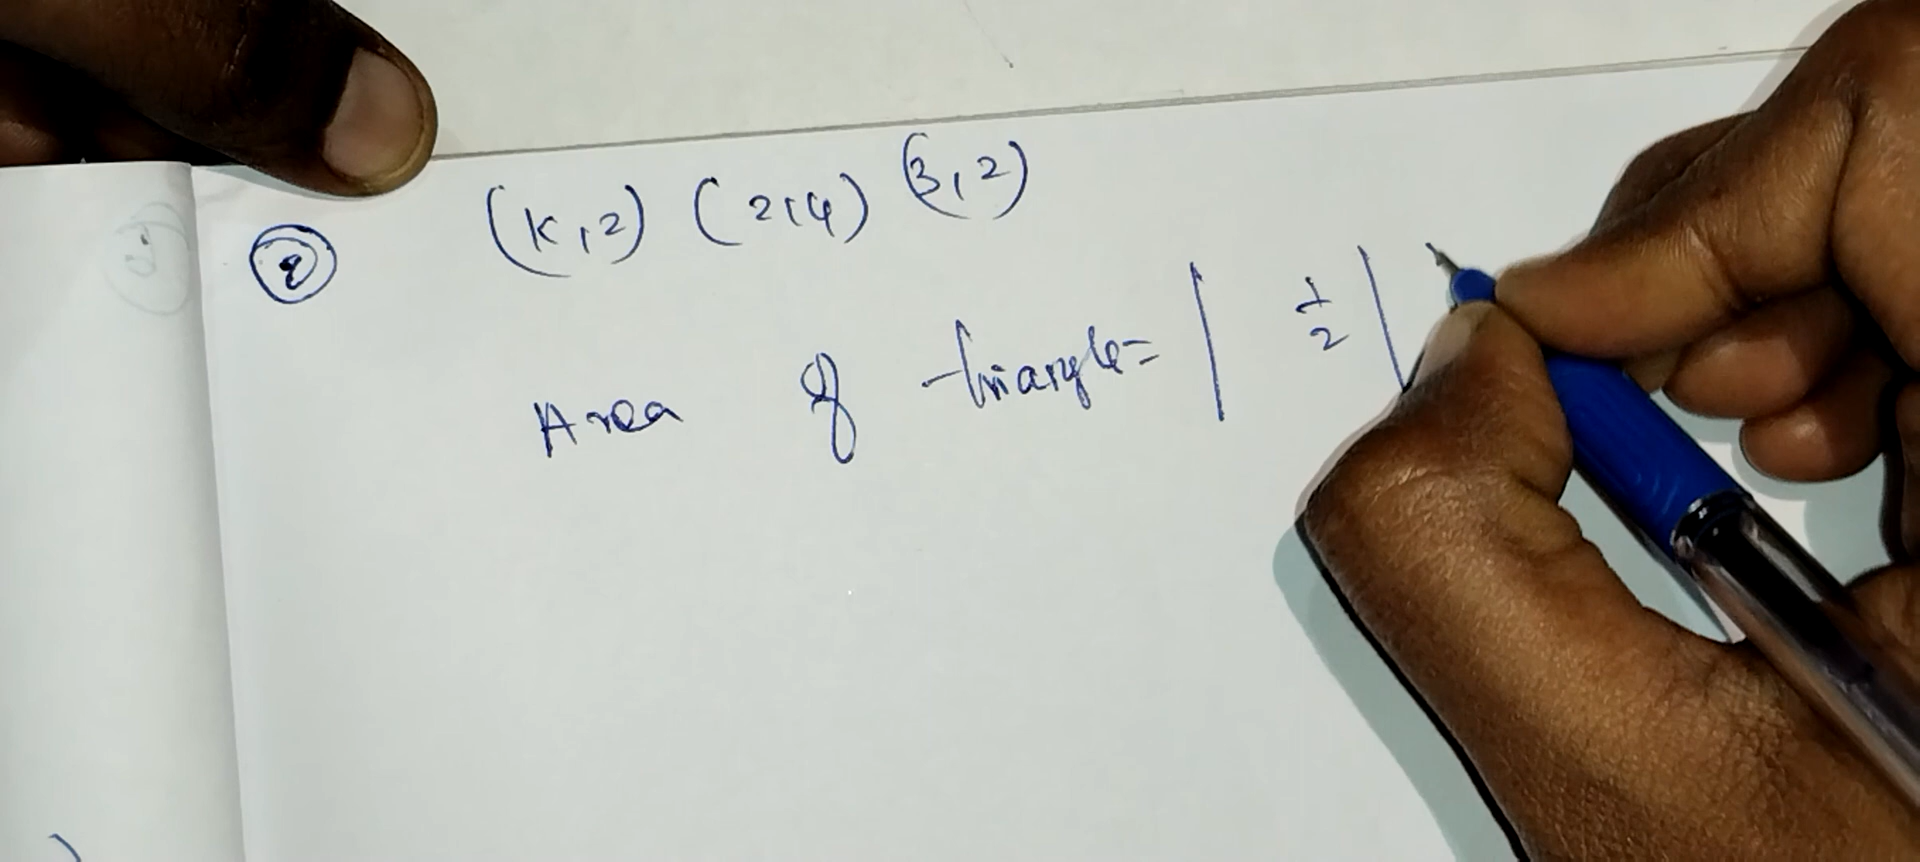 ② (K,2) (2,4) (3,2)
Area of triangle = | 1/2 |